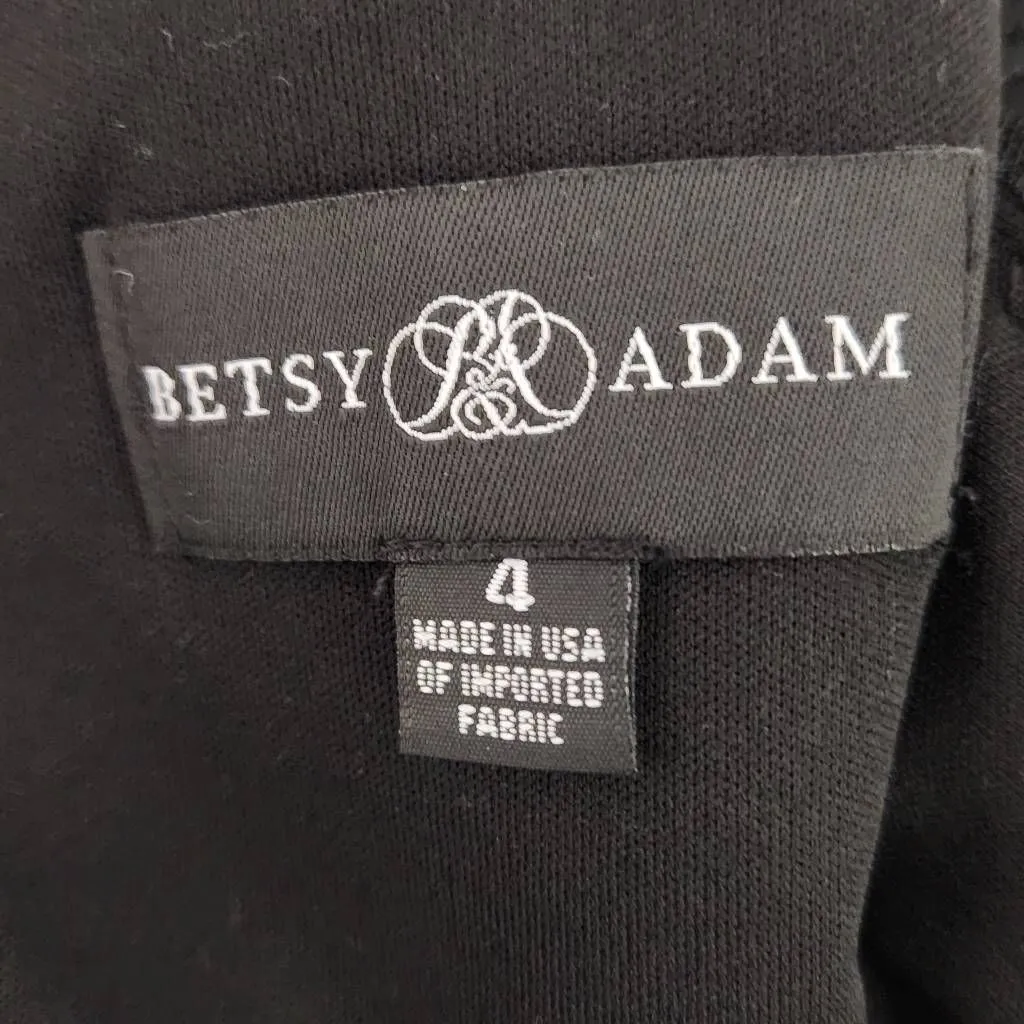 BETSY B&A ADAM
4
MADE IN USA
OF IMPORTED
FABRIC